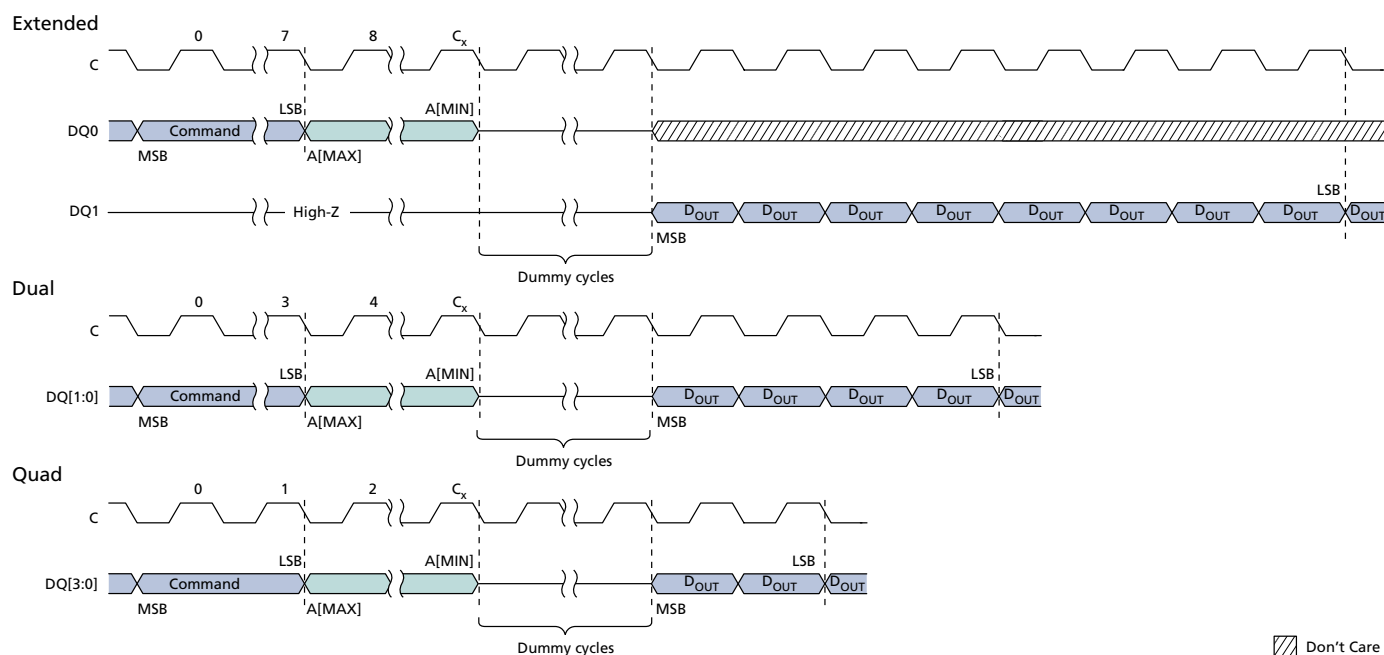 Extended
0 7 8 Cx
C
LSB A[MIN]
DQ0 Command
MSB A[MAX]
LSB
DQ1 High-Z DOUT DOUT DOUT DOUT DOUT DOUT DOUT DOUT DOUT
MSB
Dummy cycles
Dual
0 3 4 Cx
C
LSB A[MIN] LSB
DQ[1:0] Command DOUT DOUT DOUT DOUT DOUT
MSB A[MAX] MSB
Dummy cycles
Quad
0 1 2 Cx
C
LSB A[MIN] LSB
DQ[3:0] Command DOUT DOUT DOUT
MSB A[MAX] MSB
Dummy cycles
Don't Care